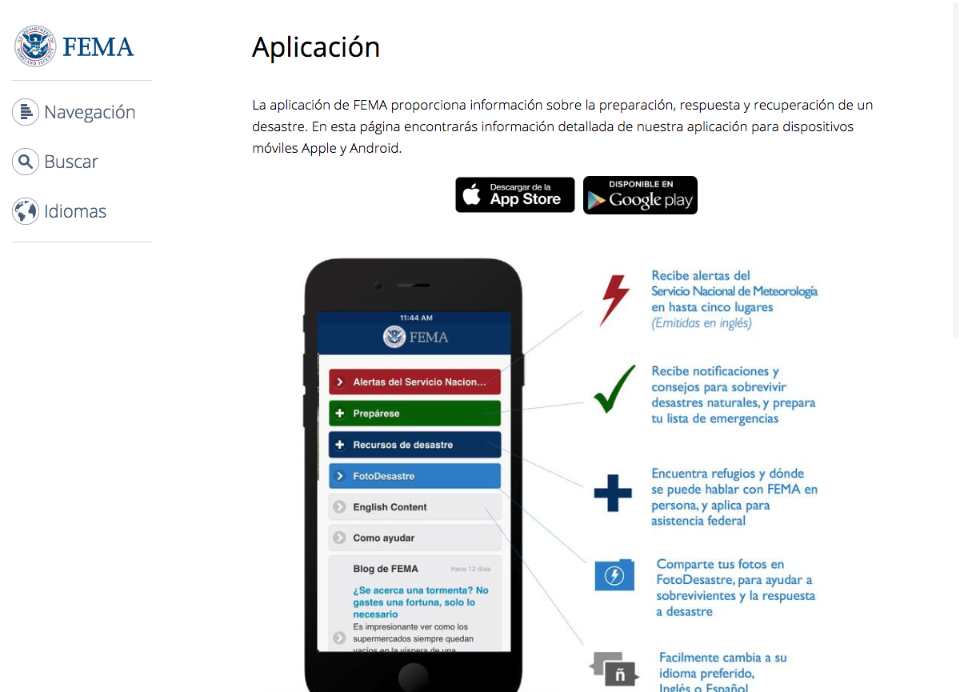 FEMA
Navegación
Buscar
Idiomas
Aplicación
La aplicación de FEMA proporciona información sobre la preparación, respuesta y recuperación de un
desastre. En esta página encontrarás información detallada de nuestra aplicación para dispositivos
móviles Apple y Android.
Descargar de la
App Store
DISPONIBLE EN
Google play
11:44 AM
FEMA
Alertas del Servicio Nacion...
Prepárese
Recursos de desastre
FotoDesastre
English Content
Como ayudar
Blog de FEMA
Hace 12 días
¿Se acerca una tormenta? No
gastes una fortuna, solo lo
necesario
Es impresionante ver como los
supermercados siempre quedan
vacíos en la víspera de una
Recibe alertas del
Servicio Nacional de Meteorología
en hasta cinco lugares
(Emitidas en inglés)
Recibe notificaciones y
consejos para sobrevivir
desastres naturales, y prepara
tu lista de emergencias
Encuentra refugios y dónde
se puede hablar con FEMA en
persona, y aplica para
asistencia federal
Comparte tus fotos en
FotoDesastre, para ayudar a
sobrevivientes y la respuesta
a desastre
ñ
Facilmente cambia a su
idioma preferido,
Inglés o Español